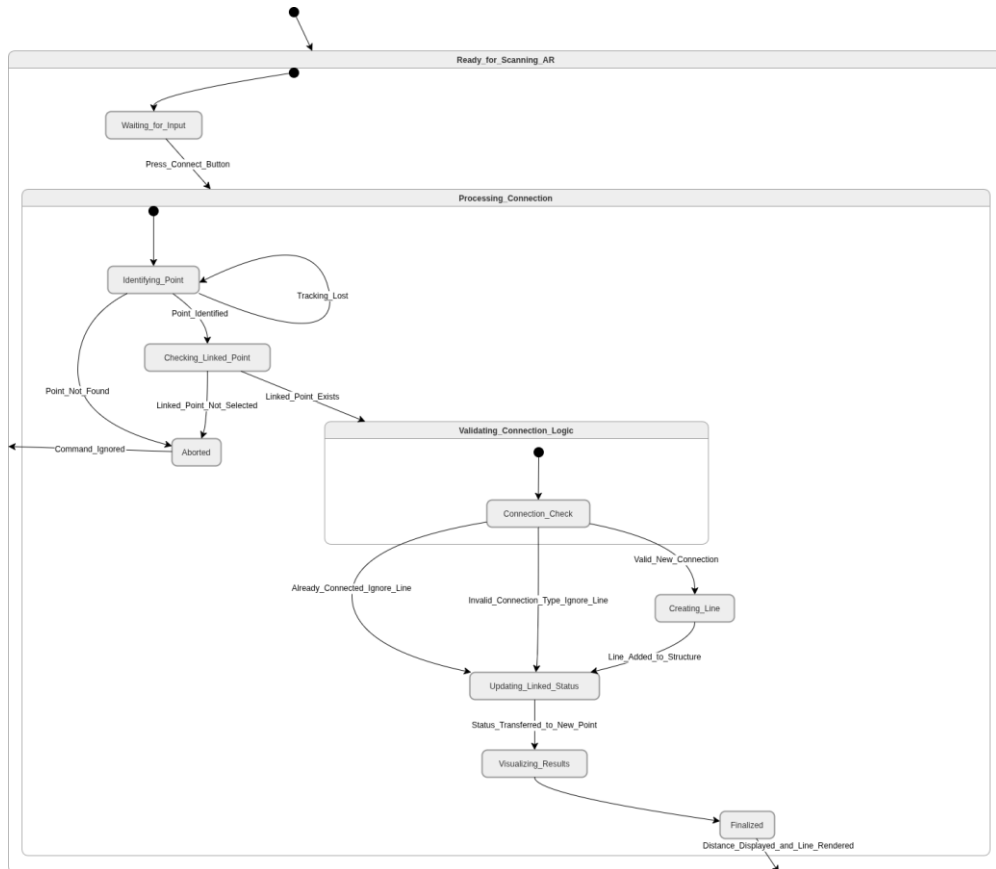 Ready_for_Scanning_AR
Waiting_for_Input
Press_Connect_Button
Processing_Connection
Identifying_Point
Tracking_Lost
Point_Identified
Checking_Linked_Point
Point_Not_Found
Linked_Point_Not_Selected
Linked_Point_Exists
Validating_Connection_Logic
Command_Ignored
Aborted
Connection_Check
Valid_New_Connection
Already_Connected_Ignore_Line
Invalid_Connection_Type_Ignore_Line
Creating_Line
Line_Added_to_Structure
Updating_Linked_Status
Status_Transferred_to_New_Point
Visualizing_Results
Finalized
Distance_Displayed_and_Line_Rendered